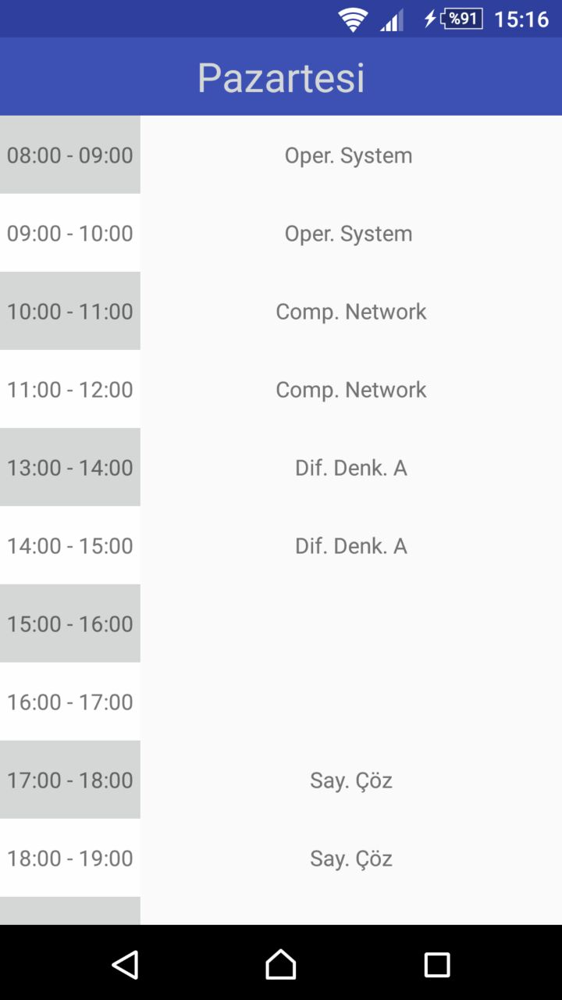 %91 15:16
Pazartesi
08:00 - 09:00 Oper. System
09:00 - 10:00 Oper. System
10:00 - 11:00 Comp. Network
11:00 - 12:00 Comp. Network
13:00 - 14:00 Dif. Denk. A
14:00 - 15:00 Dif. Denk. A
15:00 - 16:00
16:00 - 17:00
17:00 - 18:00 Say. Çöz
18:00 - 19:00 Say. Çöz